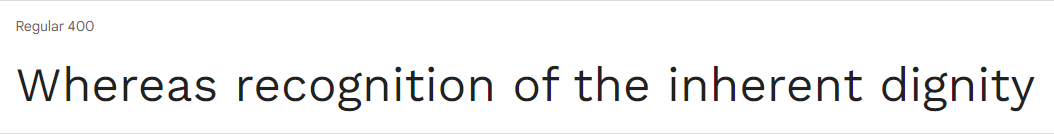 Regular 400
Whereas recognition of the inherent dignity